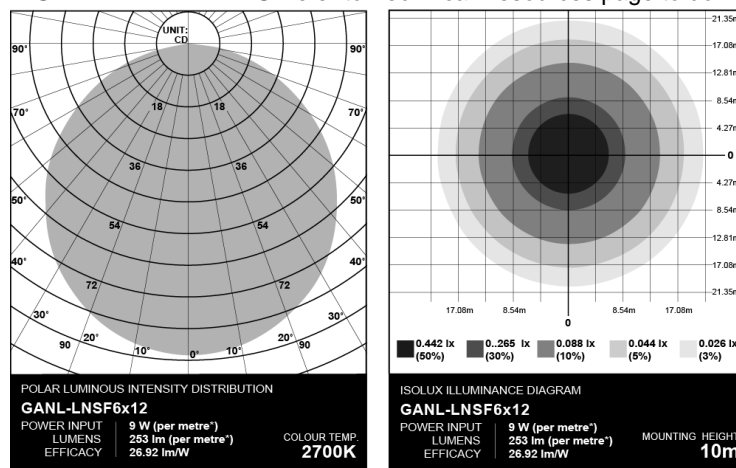 UNIT:
CD
90°
90°
18
18
70°
70°
36
36
50°
50°
54
54
40°
40°
72
72
30°
30°
90
20°
10°
0°
10°
20°
90
POLAR LUMINOUS INTENSITY DISTRIBUTION
GANL-LNSF6x12
POWER INPUT 9 W (per metre*)
LUMENS 253 lm (per metre*)
EFFICACY 26.92 lm/W
COLOUR TEMP.
2700K
21.35m
17.08m
12.81m
8.54m
4.27m
0
4.27m
8.54m
12.81m
17.08m
21.35m
17.08m 8.54m 8.54m 17.08m
0
0.442 lx 0..265 lx 0.088 lx 0.044 lx 0.026 lx
(50%) (30%) (10%) (5%) (3%)
ISOLUX ILLUMINANCE DIAGRAM
GANL-LNSF6x12
POWER INPUT 9 W (per metre*)
LUMENS 253 lm (per metre*)
EFFICACY 26.92 lm/W
MOUNTING HEIGHT
10m